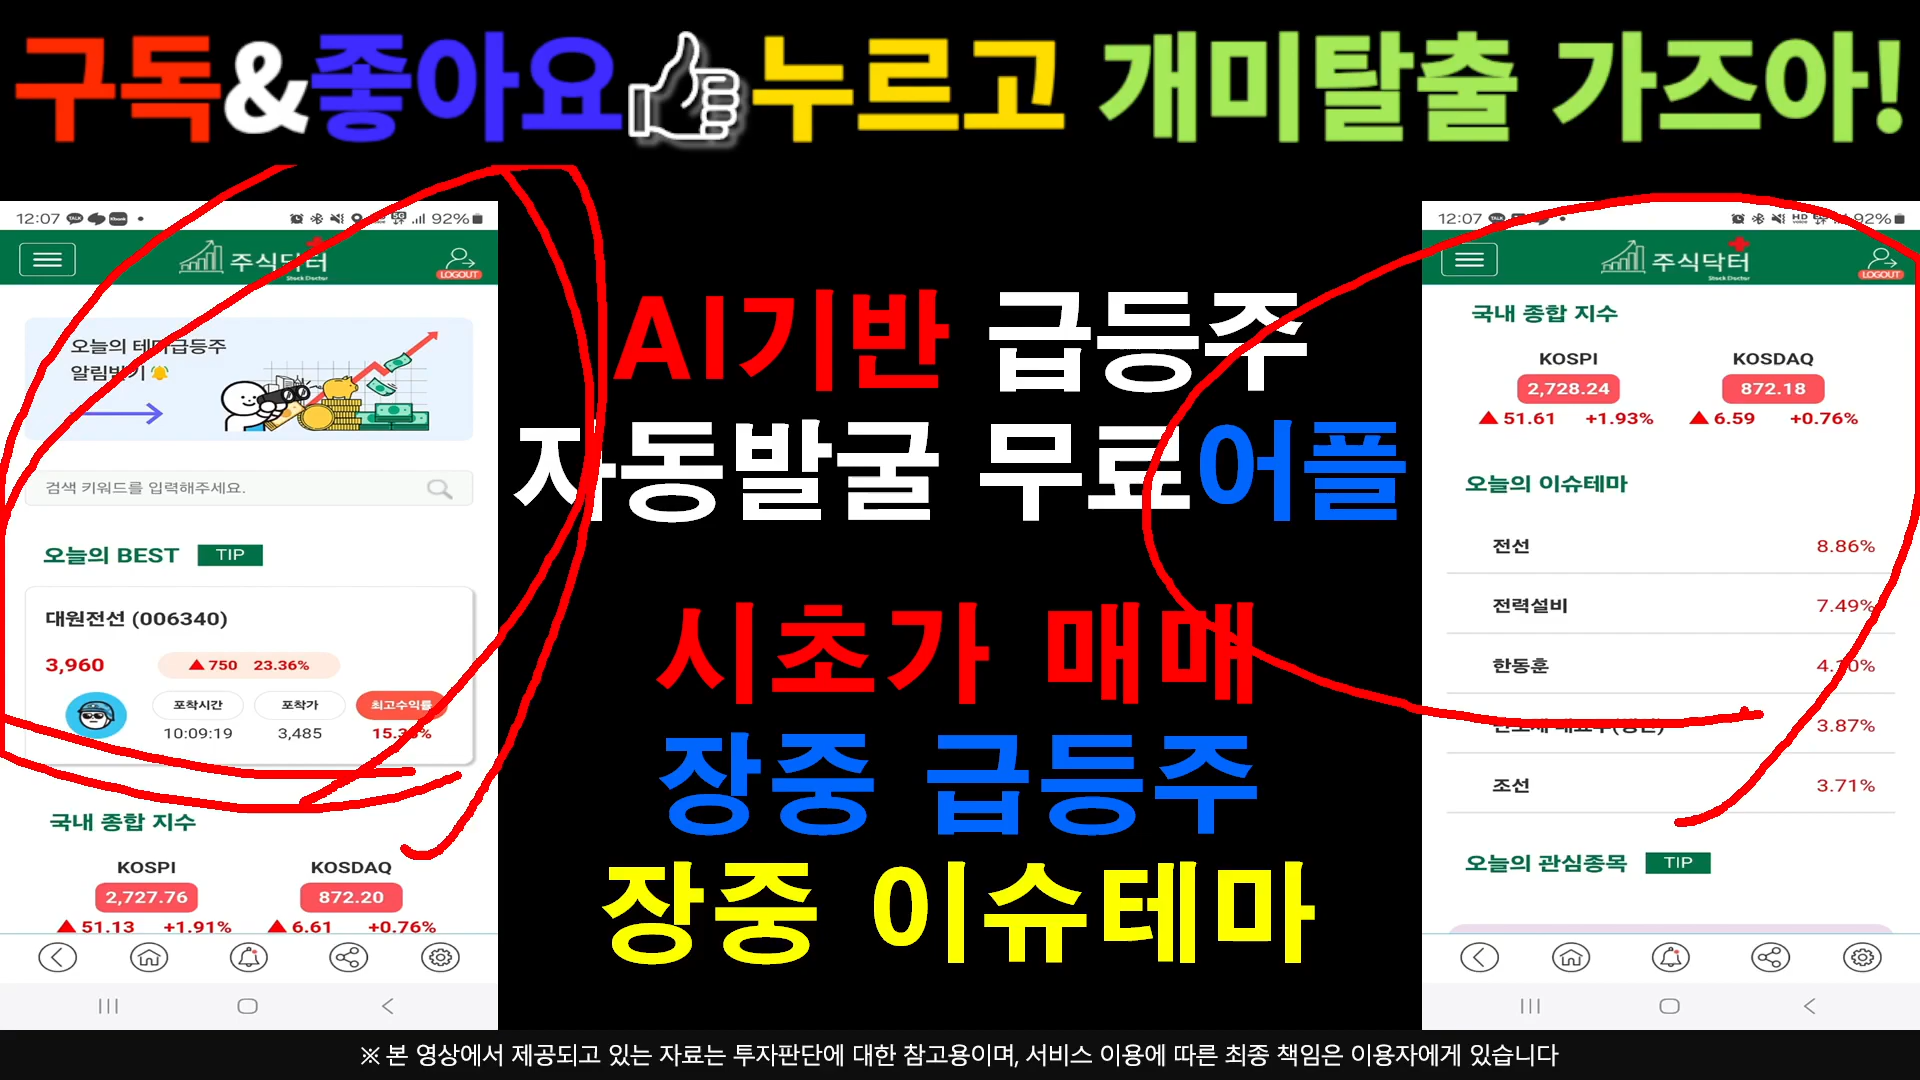 구독&좋아요 누르고 개미탈출 가즈아!
12:07
92%
주식닥터
Stock Doctor
LOGOUT
오늘의 테마급등주
알림받기
검색 키워드를 입력해주세요.
오늘의 BEST TIP
대원전선 (006340)
3,960 ▲750 23.36%
포착시간 포착가 최고수익률
10:09:19 3,485
국내 종합 지수
KOSPI KOSDAQ
2,727.76 872.20
▲51.13 +1.91% ▲6.61 +0.76%
AI기반 급등주
자동발굴 무료어플
시초가 매매
장중 급등주
장중 이슈테마
12:07
92%
주식닥터
Stock Doctor
LOGOUT
국내 종합 지수
KOSPI KOSDAQ
2,728.24 872.18
▲51.61 +1.93% ▲6.59 +0.76%
오늘의 이슈테마
전선 8.86%
전력설비 7.49%
한동훈
3.87%
조선 3.71%
오늘의 관심종목 TIP
※ 본 영상에서 제공되고 있는 자료는 투자판단에 대한 참고용이며, 서비스 이용에 따른 최종 책임은 이용자에게 있습니다